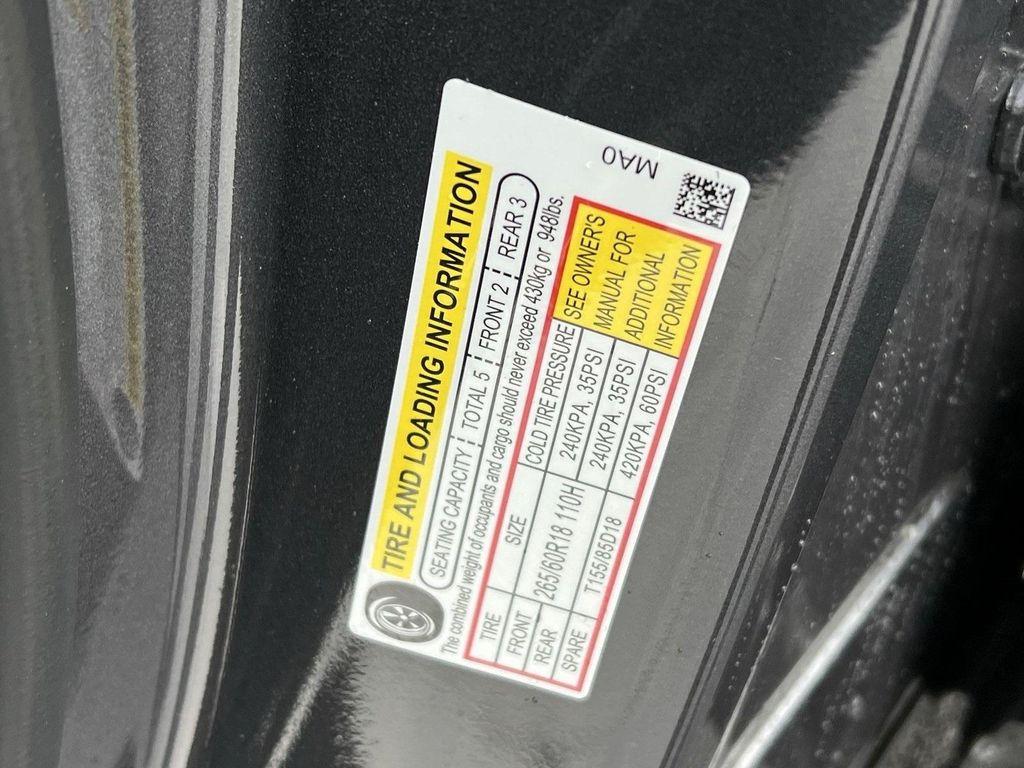 TIRE AND LOADING INFORMATION
SEATING CAPACITY TOTAL 5 FRONT 2 REAR 3
The combined weight of occupants and cargo should never exceed 430kg or 948lbs.
TIRE SIZE COLD TIRE PRESSURE
FRONT 265/60R18 110H 240KPA, 35PSI
REAR 240KPA, 35PSI
SPARE T155/85D18 420KPA, 60PSI
SEE OWNER'S
MANUAL FOR
ADDITIONAL
INFORMATION
MA0